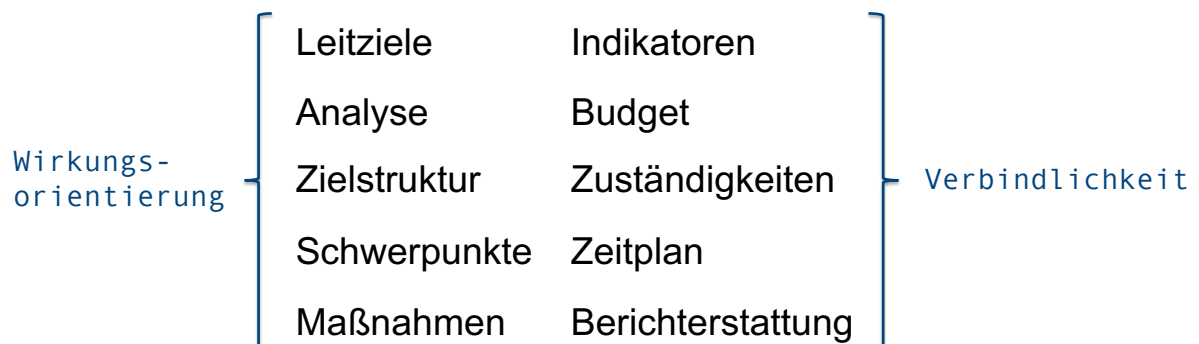 Wirkungs-
orientierung
Leitziele
Analyse
Zielstruktur
Schwerpunkte
Maßnahmen
Indikatoren
Budget
Zuständigkeiten
Zeitplan
Berichterstattung
Verbindlichkeit